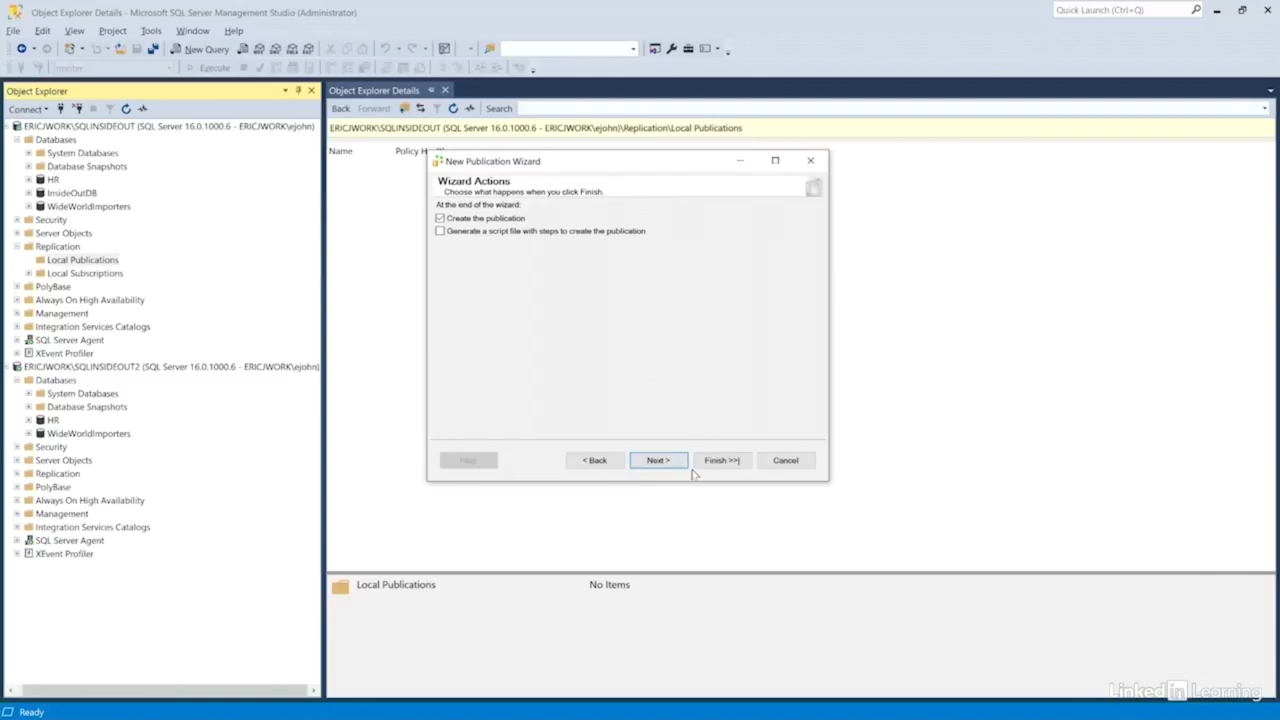 Object Explorer Details - Microsoft SQL Server Management Studio (Administrator)
Quick Launch (Ctrl+Q)
File Edit View Project Tools Window Help
New Query
master
Execute
Object Explorer
Connect
ERICJWORK\SQLINSIDEOUT (SQL Server 16.0.1000.6 - ERICJWORK\ejohn)
Databases
System Databases
Database Snapshots
HR
InsideOutDB
WideWorldImporters
Security
Server Objects
Replication
Local Publications
Local Subscriptions
PolyBase
Always On High Availability
Management
Integration Services Catalogs
SQL Server Agent
XEvent Profiler
ERICJWORK\SQLINSIDEOUT2 (SQL Server 16.0.1000.6 - ERICJWORK\ejohn)
Databases
System Databases
Database Snapshots
HR
WideWorldImporters
Security
Server Objects
Replication
PolyBase
Always On High Availability
Management
Integration Services Catalogs
SQL Server Agent
XEvent Profiler
Object Explorer Details
Back Forward Search
ERICJWORK\SQLINSIDEOUT (SQL Server 16.0.1000.6 - ERICJWORK\ejohn)\Replication\Local Publications
Name Policy
New Publication Wizard
Wizard Actions
Choose what happens when you click Finish.
At the end of the wizard:
Create the publication
Generate a script file with steps to create the publication
< Back Next > Finish >>| Cancel
Local Publications No Items
Linked in Learning
Ready